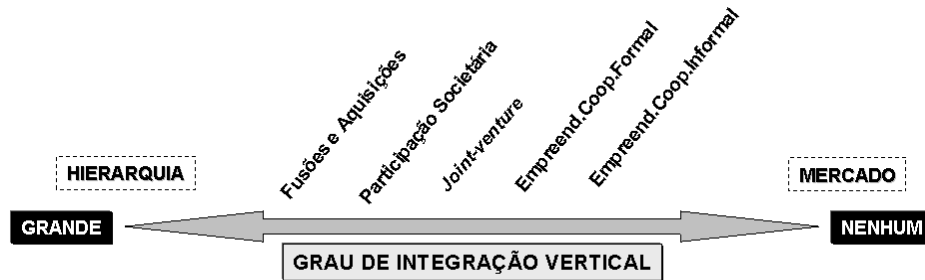 Fusões e Aquisições
Participação Societária
Joint-venture
Empreend.Coop.Formal
Empreend.Coop.Informal
HIERARQUIA
MERCADO
GRANDE
NENHUM
GRAU DE INTEGRAÇÃO VERTICAL